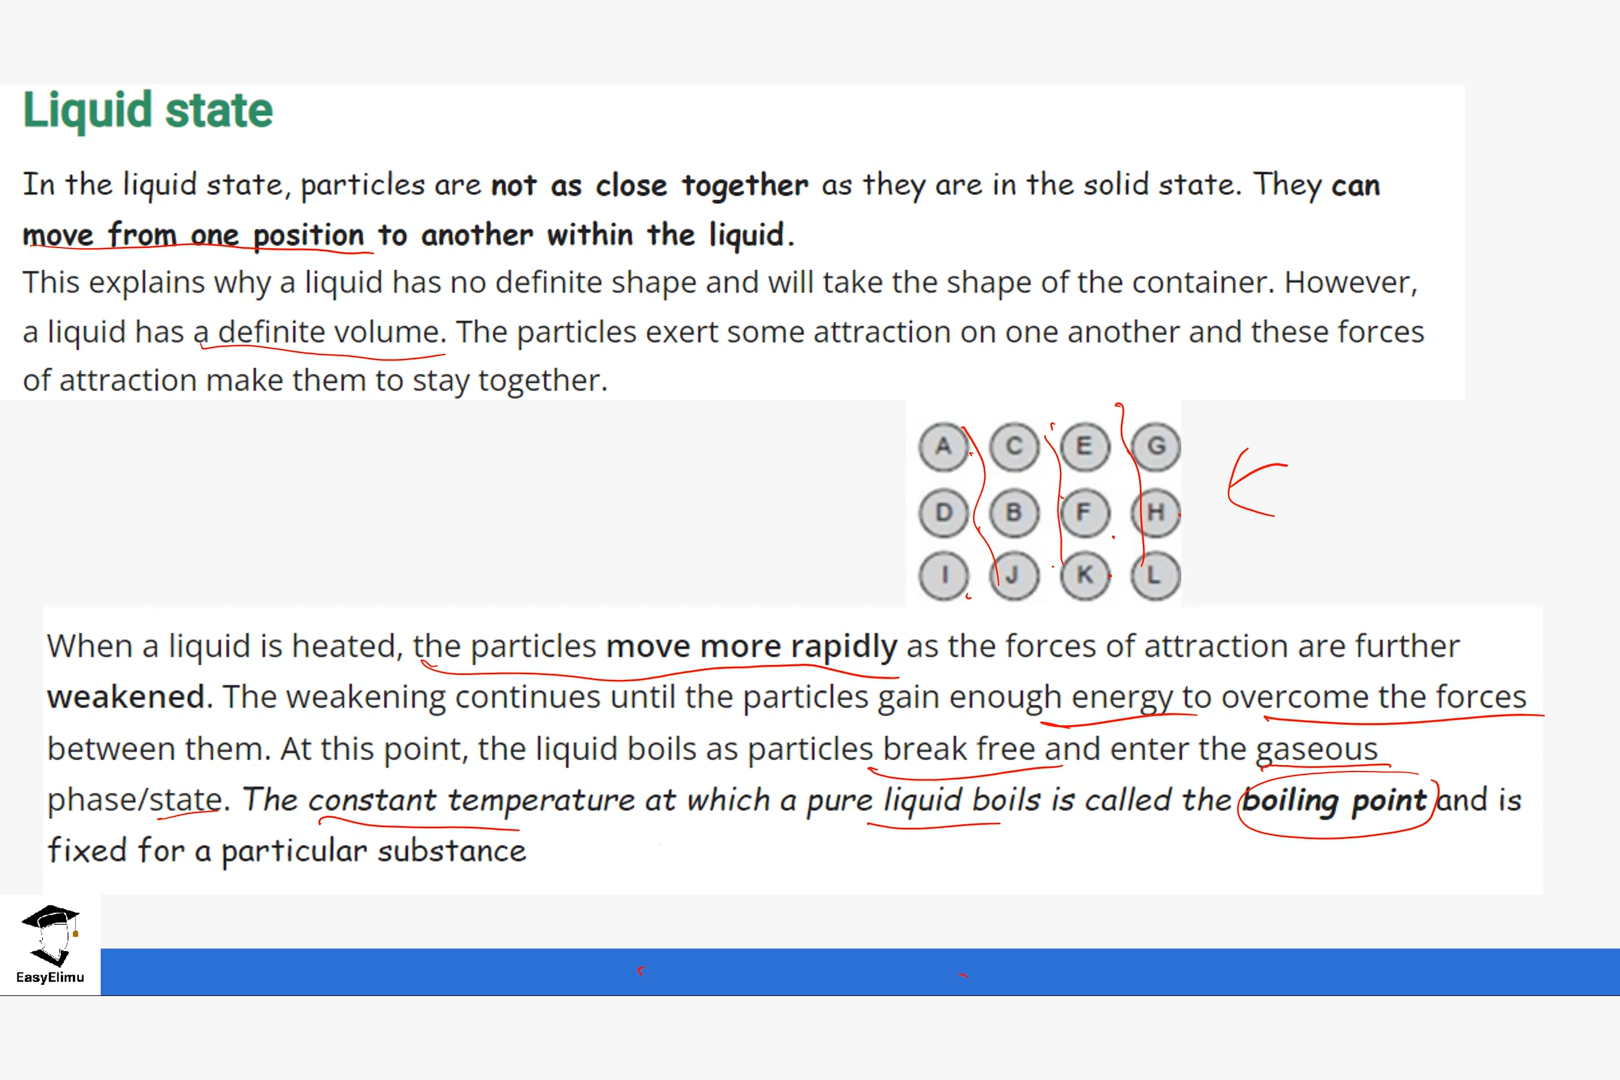 Liquid state
In the liquid state, particles are not as close together as they are in the solid state. They can
move from one position to another within the liquid.
This explains why a liquid has no definite shape and will take the shape of the container. However,
a liquid has a definite volume. The particles exert some attraction on one another and these forces
of attraction make them to stay together.
A C E G
D B F H
I J K L
When a liquid is heated, the particles move more rapidly as the forces of attraction are further
weakened. The weakening continues until the particles gain enough energy to overcome the forces
between them. At this point, the liquid boils as particles break free and enter the gaseous
phase/state. The constant temperature at which a pure liquid boils is called the boiling point and is
fixed for a particular substance
EasyElimu